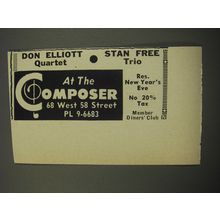 DON ELLIOTT STAN FREE
Quartet Trio
At The
COMPOSER
68 West 58 Street
PL 9-6683
Res.
New Year's
Eve
No 20%
Tax
Member
Diners' Club